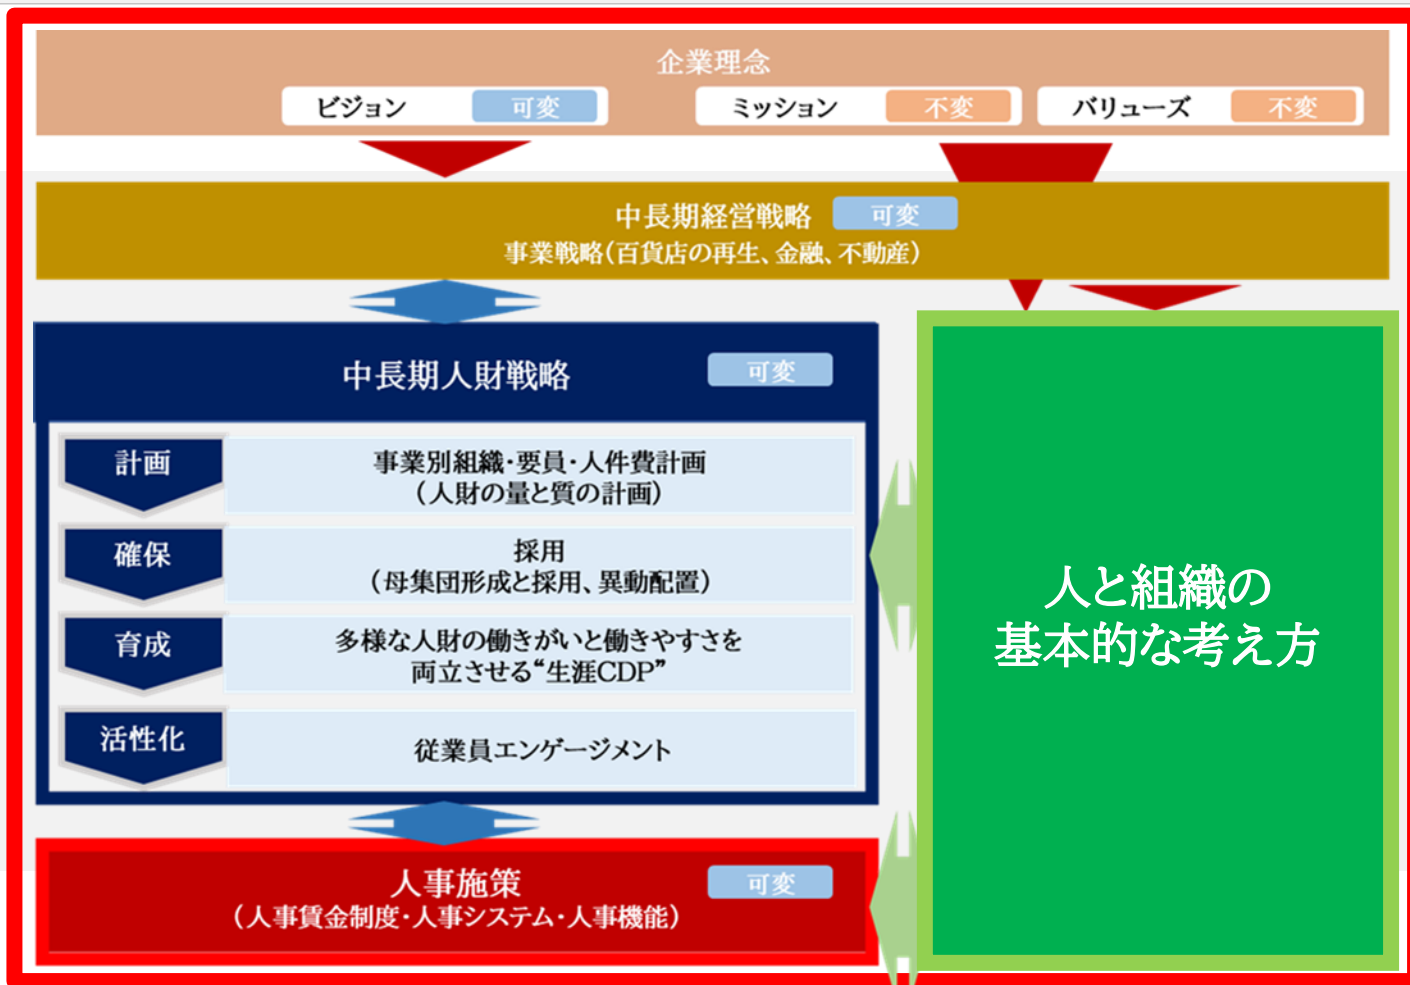 企業理念
ビジョン 可変 ミッション 不変 バリューズ 不変
中長期経営戦略 可変
事業戦略(百貨店の再生、金融、不動産)
中長期人財戦略 可変
計画 事業別組織・要員・人件費計画
(人財の量と質の計画)
確保 採用
(母集団形成と採用、異動配置)
育成 多様な人財の働きがいと働きやすさを
両立させる“生涯CDP”
活性化 従業員エンゲージメント
人と組織の
基本的な考え方
人事施策 可変
(人事賃金制度・人事システム・人事機能)